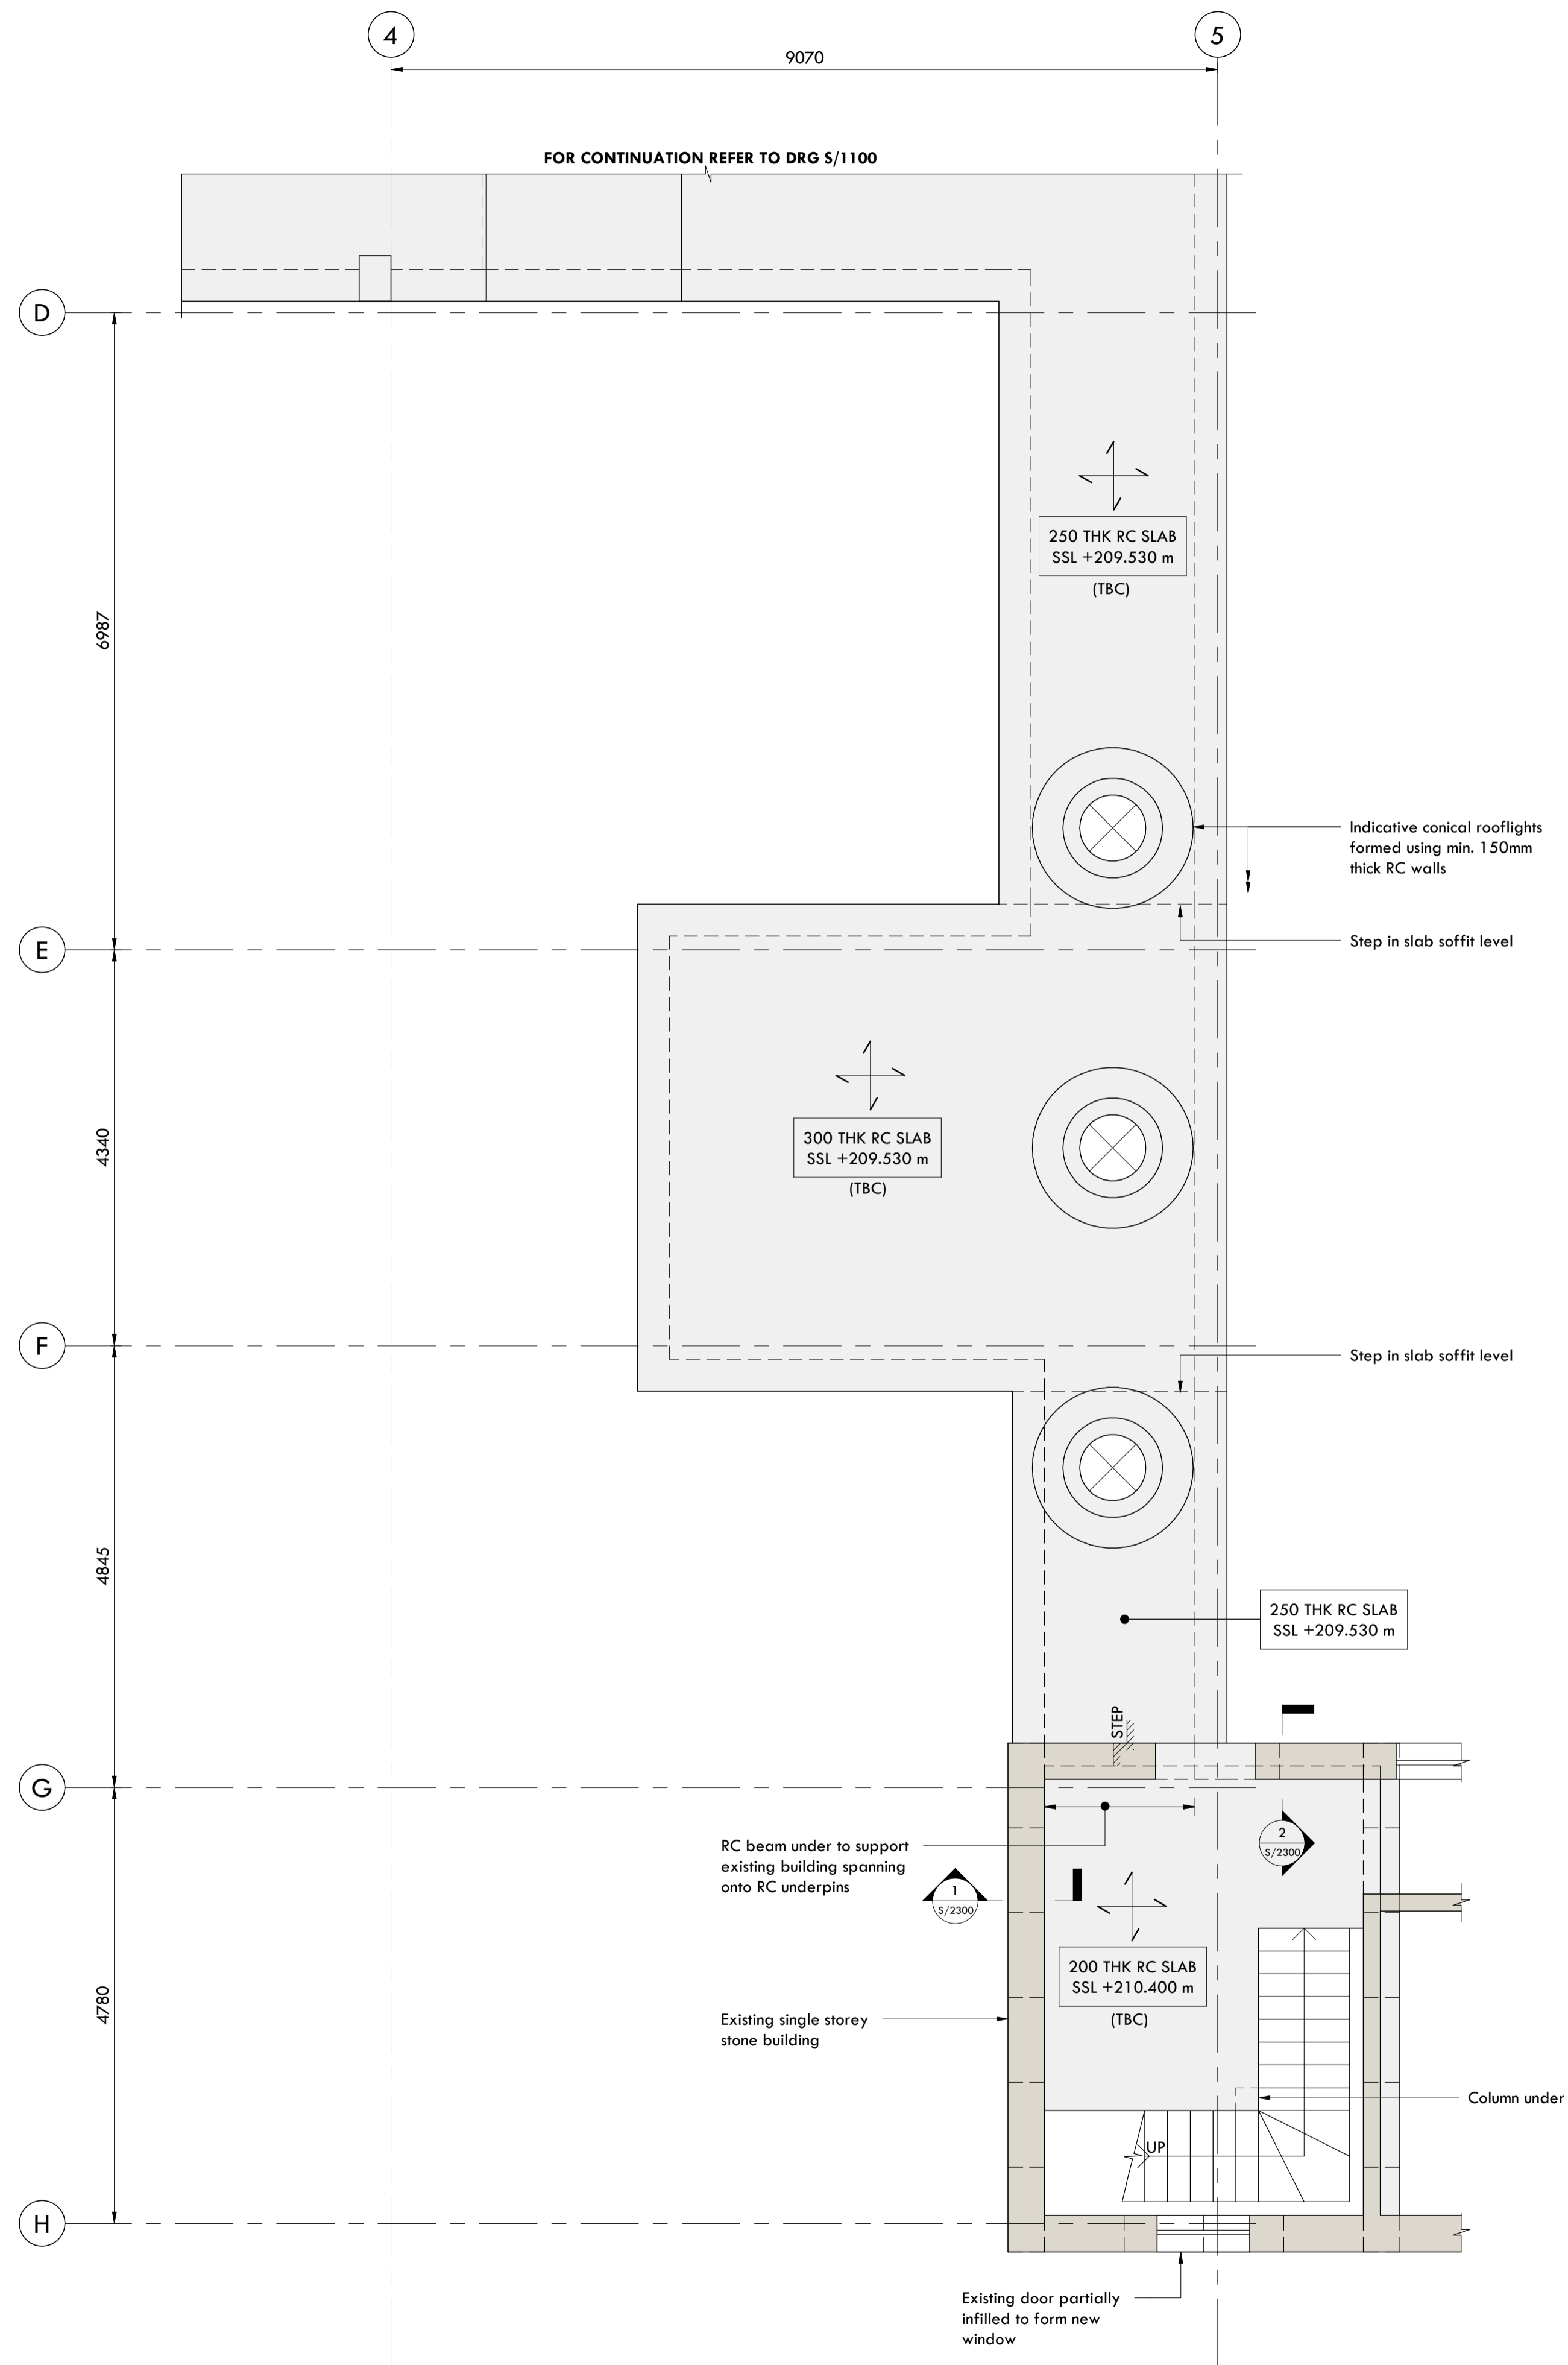 4
5
9070
FOR CONTINUATION REFER TO DRG S/1100
D
6987
250 THK RC SLAB
SSL +209.530 m
(TBC)
Indicative conical rooflights
formed using min. 150mm
thick RC walls
E
Step in slab soffit level
4340
300 THK RC SLAB
SSL +209.530 m
(TBC)
F
Step in slab soffit level
4845
250 THK RC SLAB
SSL +209.530 m
STEP
G
RC beam under to support
existing building spanning
onto RC underpins
2
S/2300
1
S/2300
4780
200 THK RC SLAB
SSL +210.400 m
(TBC)
Existing single storey
stone building
Column under
UP
H
Existing door partially
infilled to form new
window